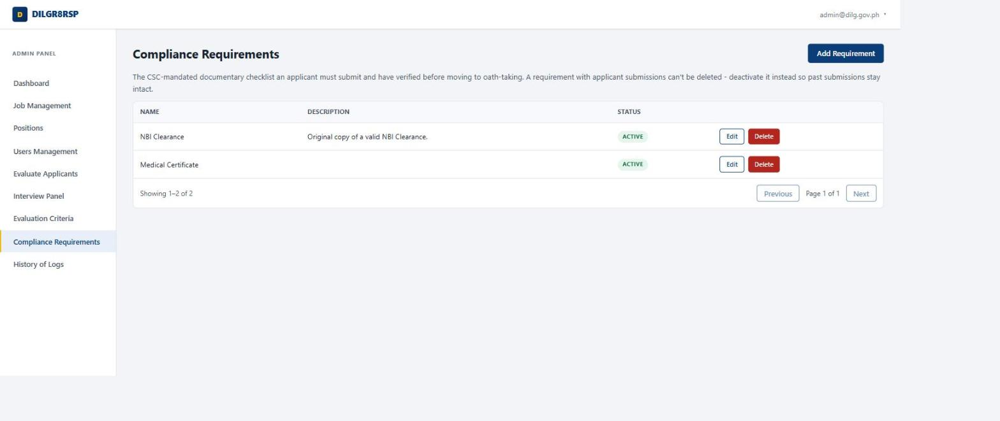 D DILGR8RSP
admin@dilg.gov.ph
ADMIN PANEL
Dashboard
Job Management
Positions
Users Management
Evaluate Applicants
Interview Panel
Evaluation Criteria
Compliance Requirements
History of Logs
Compliance Requirements
Add Requirement
The CSC-mandated documentary checklist an applicant must submit and have verified before moving to oath-taking. A requirement with applicant submissions can't be deleted - deactivate it instead so past submissions stay
intact.
NAME DESCRIPTION STATUS
NBI Clearance Original copy of a valid NBI Clearance. ACTIVE Edit Delete
Medical Certificate ACTIVE Edit Delete
Showing 1–2 of 2 Previous Page 1 of 1 Next